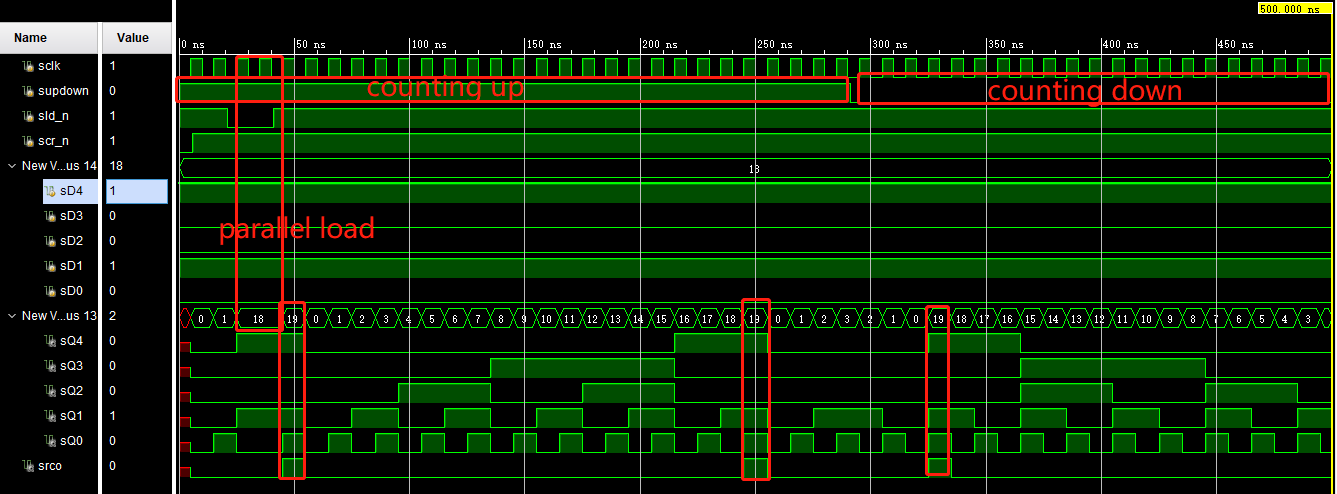 500.000 ns
Name Value 0 ns 50 ns 100 ns 150 ns 200 ns 250 ns 300 ns 350 ns 400 ns 450 ns
sclk 1
supdown 0 counting up counting down
sld_n 1
scr_n 1
New V...us 14 18 18
sD4 1
sD3 0
parallel load
sD2 0
sD1 1
sD0 0
New V...us 13 2 0 1 18 19 0 1 2 3 4 5 6 7 8 9 10 11 12 13 14 15 16 17 18 19 0 1 2 3 2 1 0 19 18 17 16 15 14 13 12 11 10 9 8 7 6 5 4 3
sQ4 0
sQ3 0
sQ2 0
sQ1 1
sQ0 0
srco 0